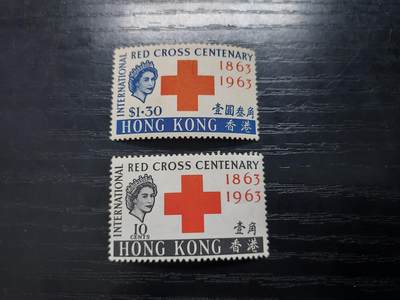 INTERNATIONAL
RED CROSS CENTENARY
1863
1963
$1·30
壹圓叁角
HONG KONG 香港
INTERNATIONAL
RED CROSS CENTENARY
1863
1963
10
CENTS
壹角
HONG KONG 香港